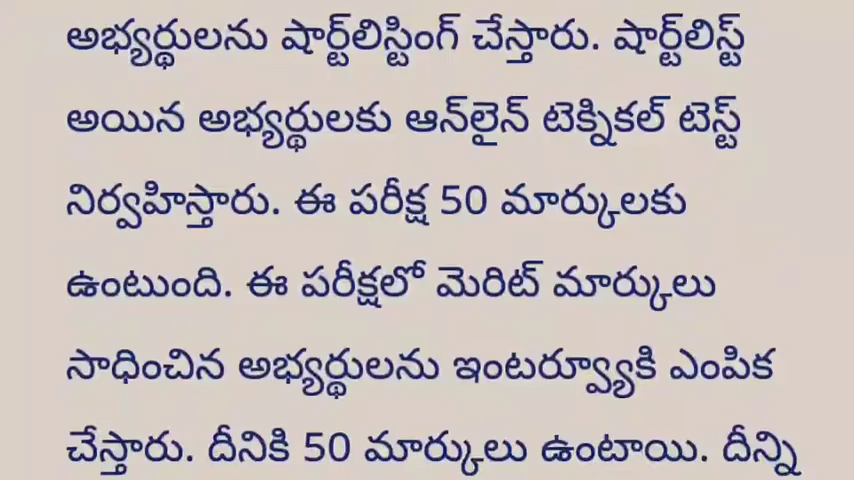 అభ్యర్థులను షార్ట్‌లిస్టింగ్ చేస్తారు. షార్ట్‌లిస్ట్
అయిన అభ్యర్థులకు ఆన్‌లైన్ టెక్నికల్ టెస్ట్
నిర్వహిస్తారు. ఈ పరీక్ష 50 మార్కులకు
ఉంటుంది. ఈ పరీక్షలో మెరిట్ మార్కులు
సాధించిన అభ్యర్థులను ఇంటర్వ్యూకి ఎంపిక
చేస్తారు. దీనికి 50 మార్కులు ఉంటాయి. దీన్ని